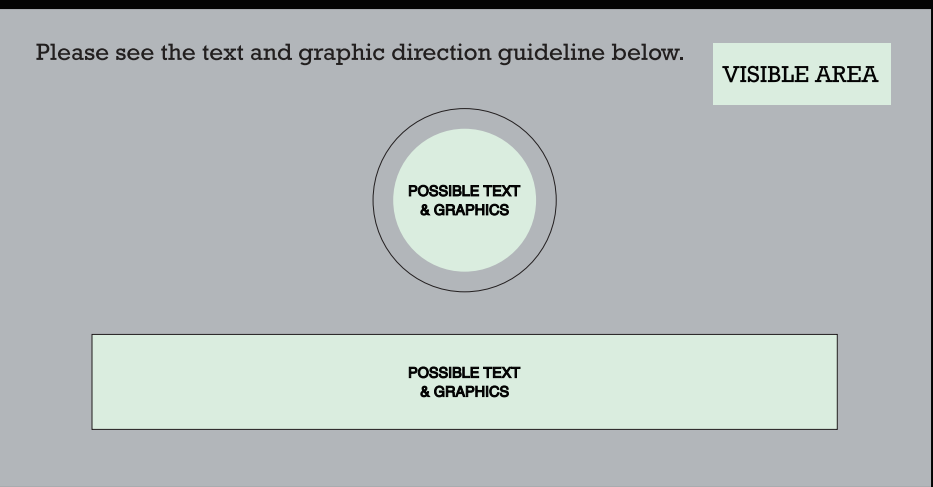 Please see the text and graphic direction guideline below.
VISIBLE AREA
POSSIBLE TEXT
& GRAPHICS
POSSIBLE TEXT
& GRAPHICS